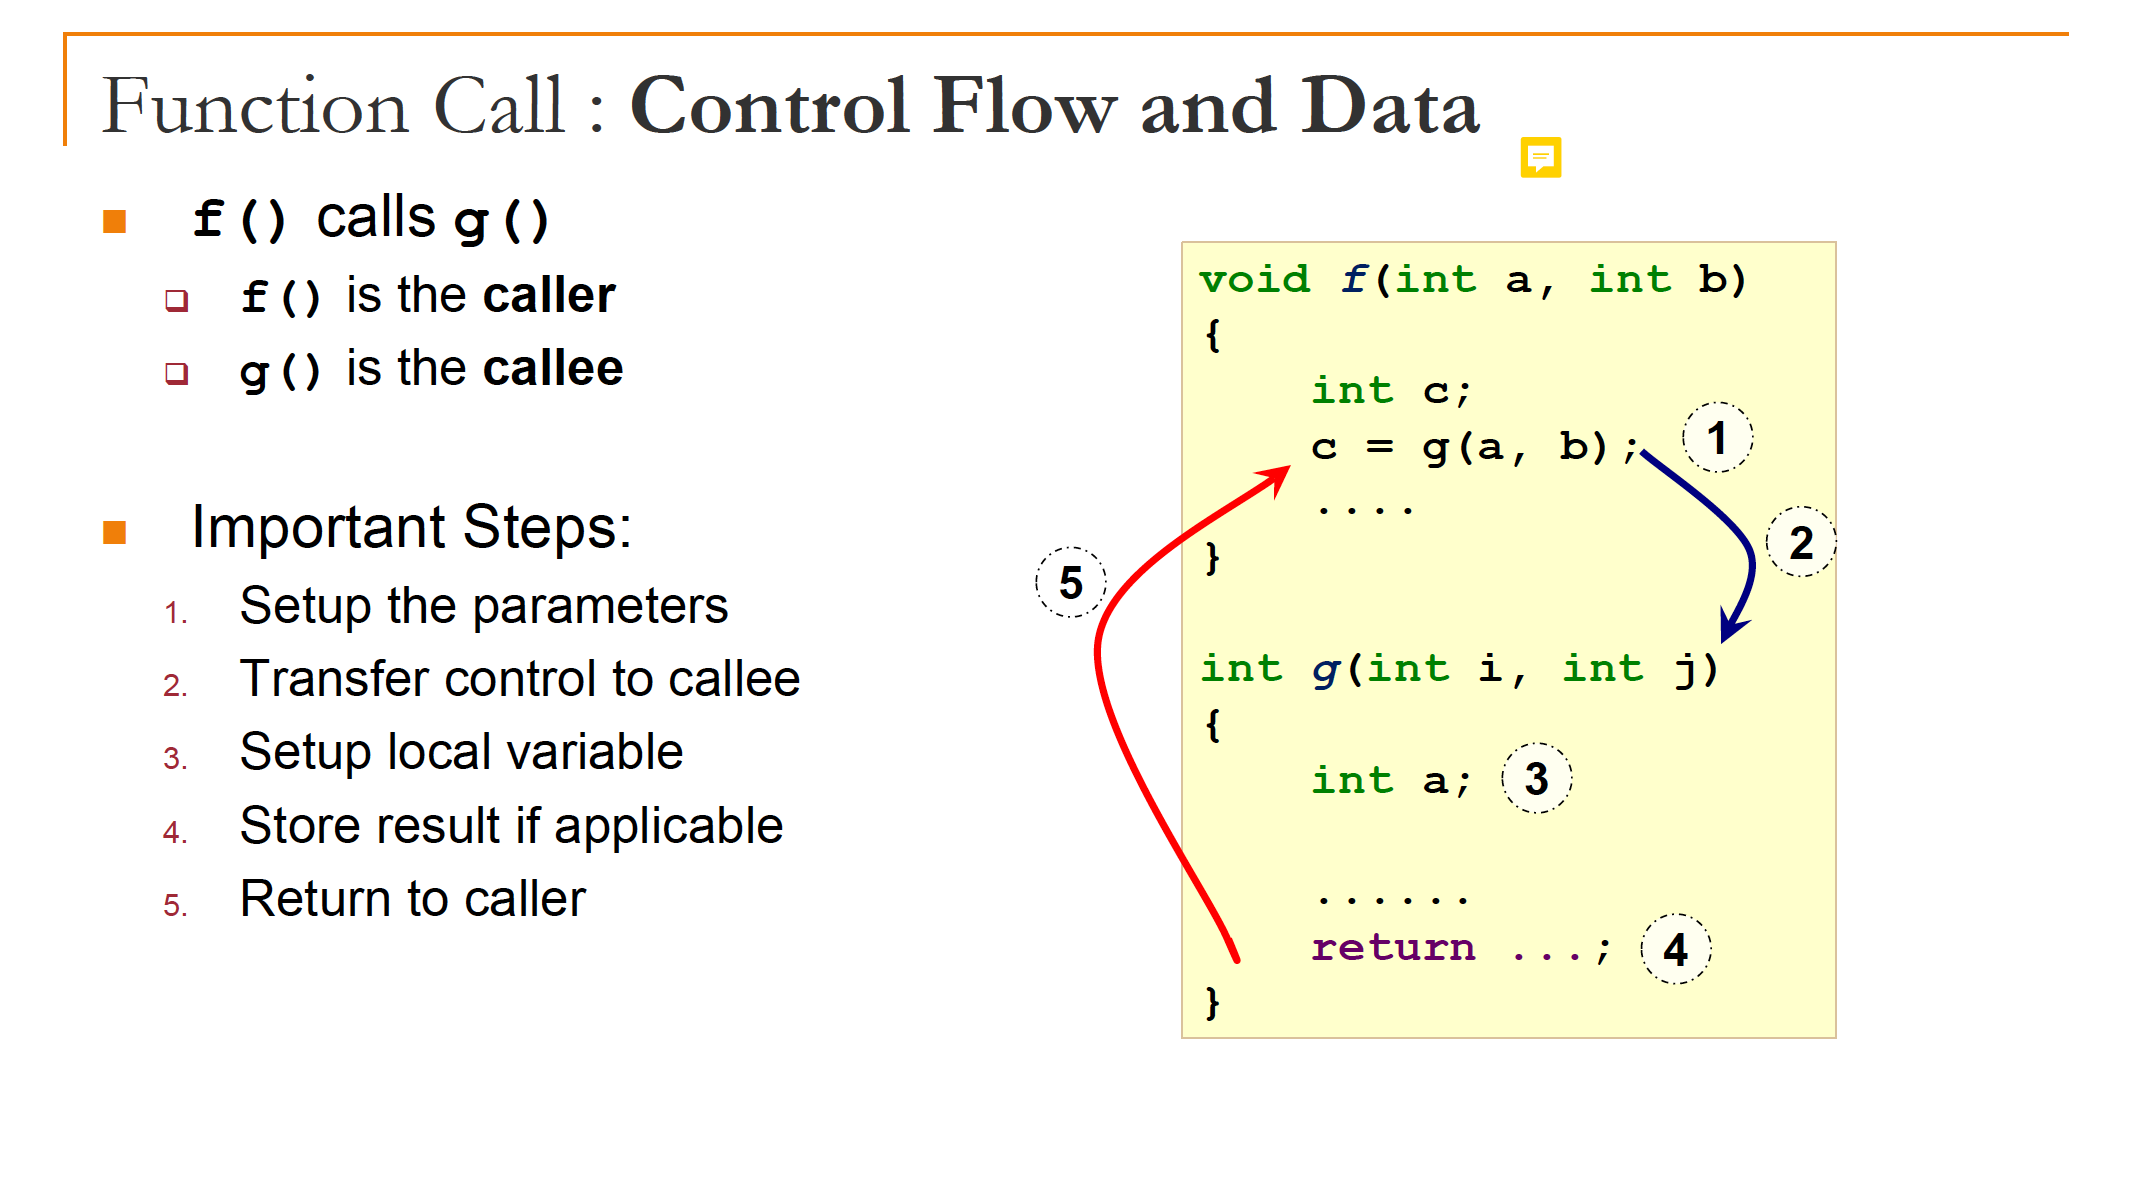 Function Call : Control Flow and Data
f() calls g()
f() is the caller
g() is the callee
Important Steps:
1. Setup the parameters
2. Transfer control to callee
3. Setup local variable
4. Store result if applicable
5. Return to caller
void f(int a, int b)
{
int c;
c = g(a, b);
1
....
2
}
5
int g(int i, int j)
{
int a;
3
......
return ...;
4
}